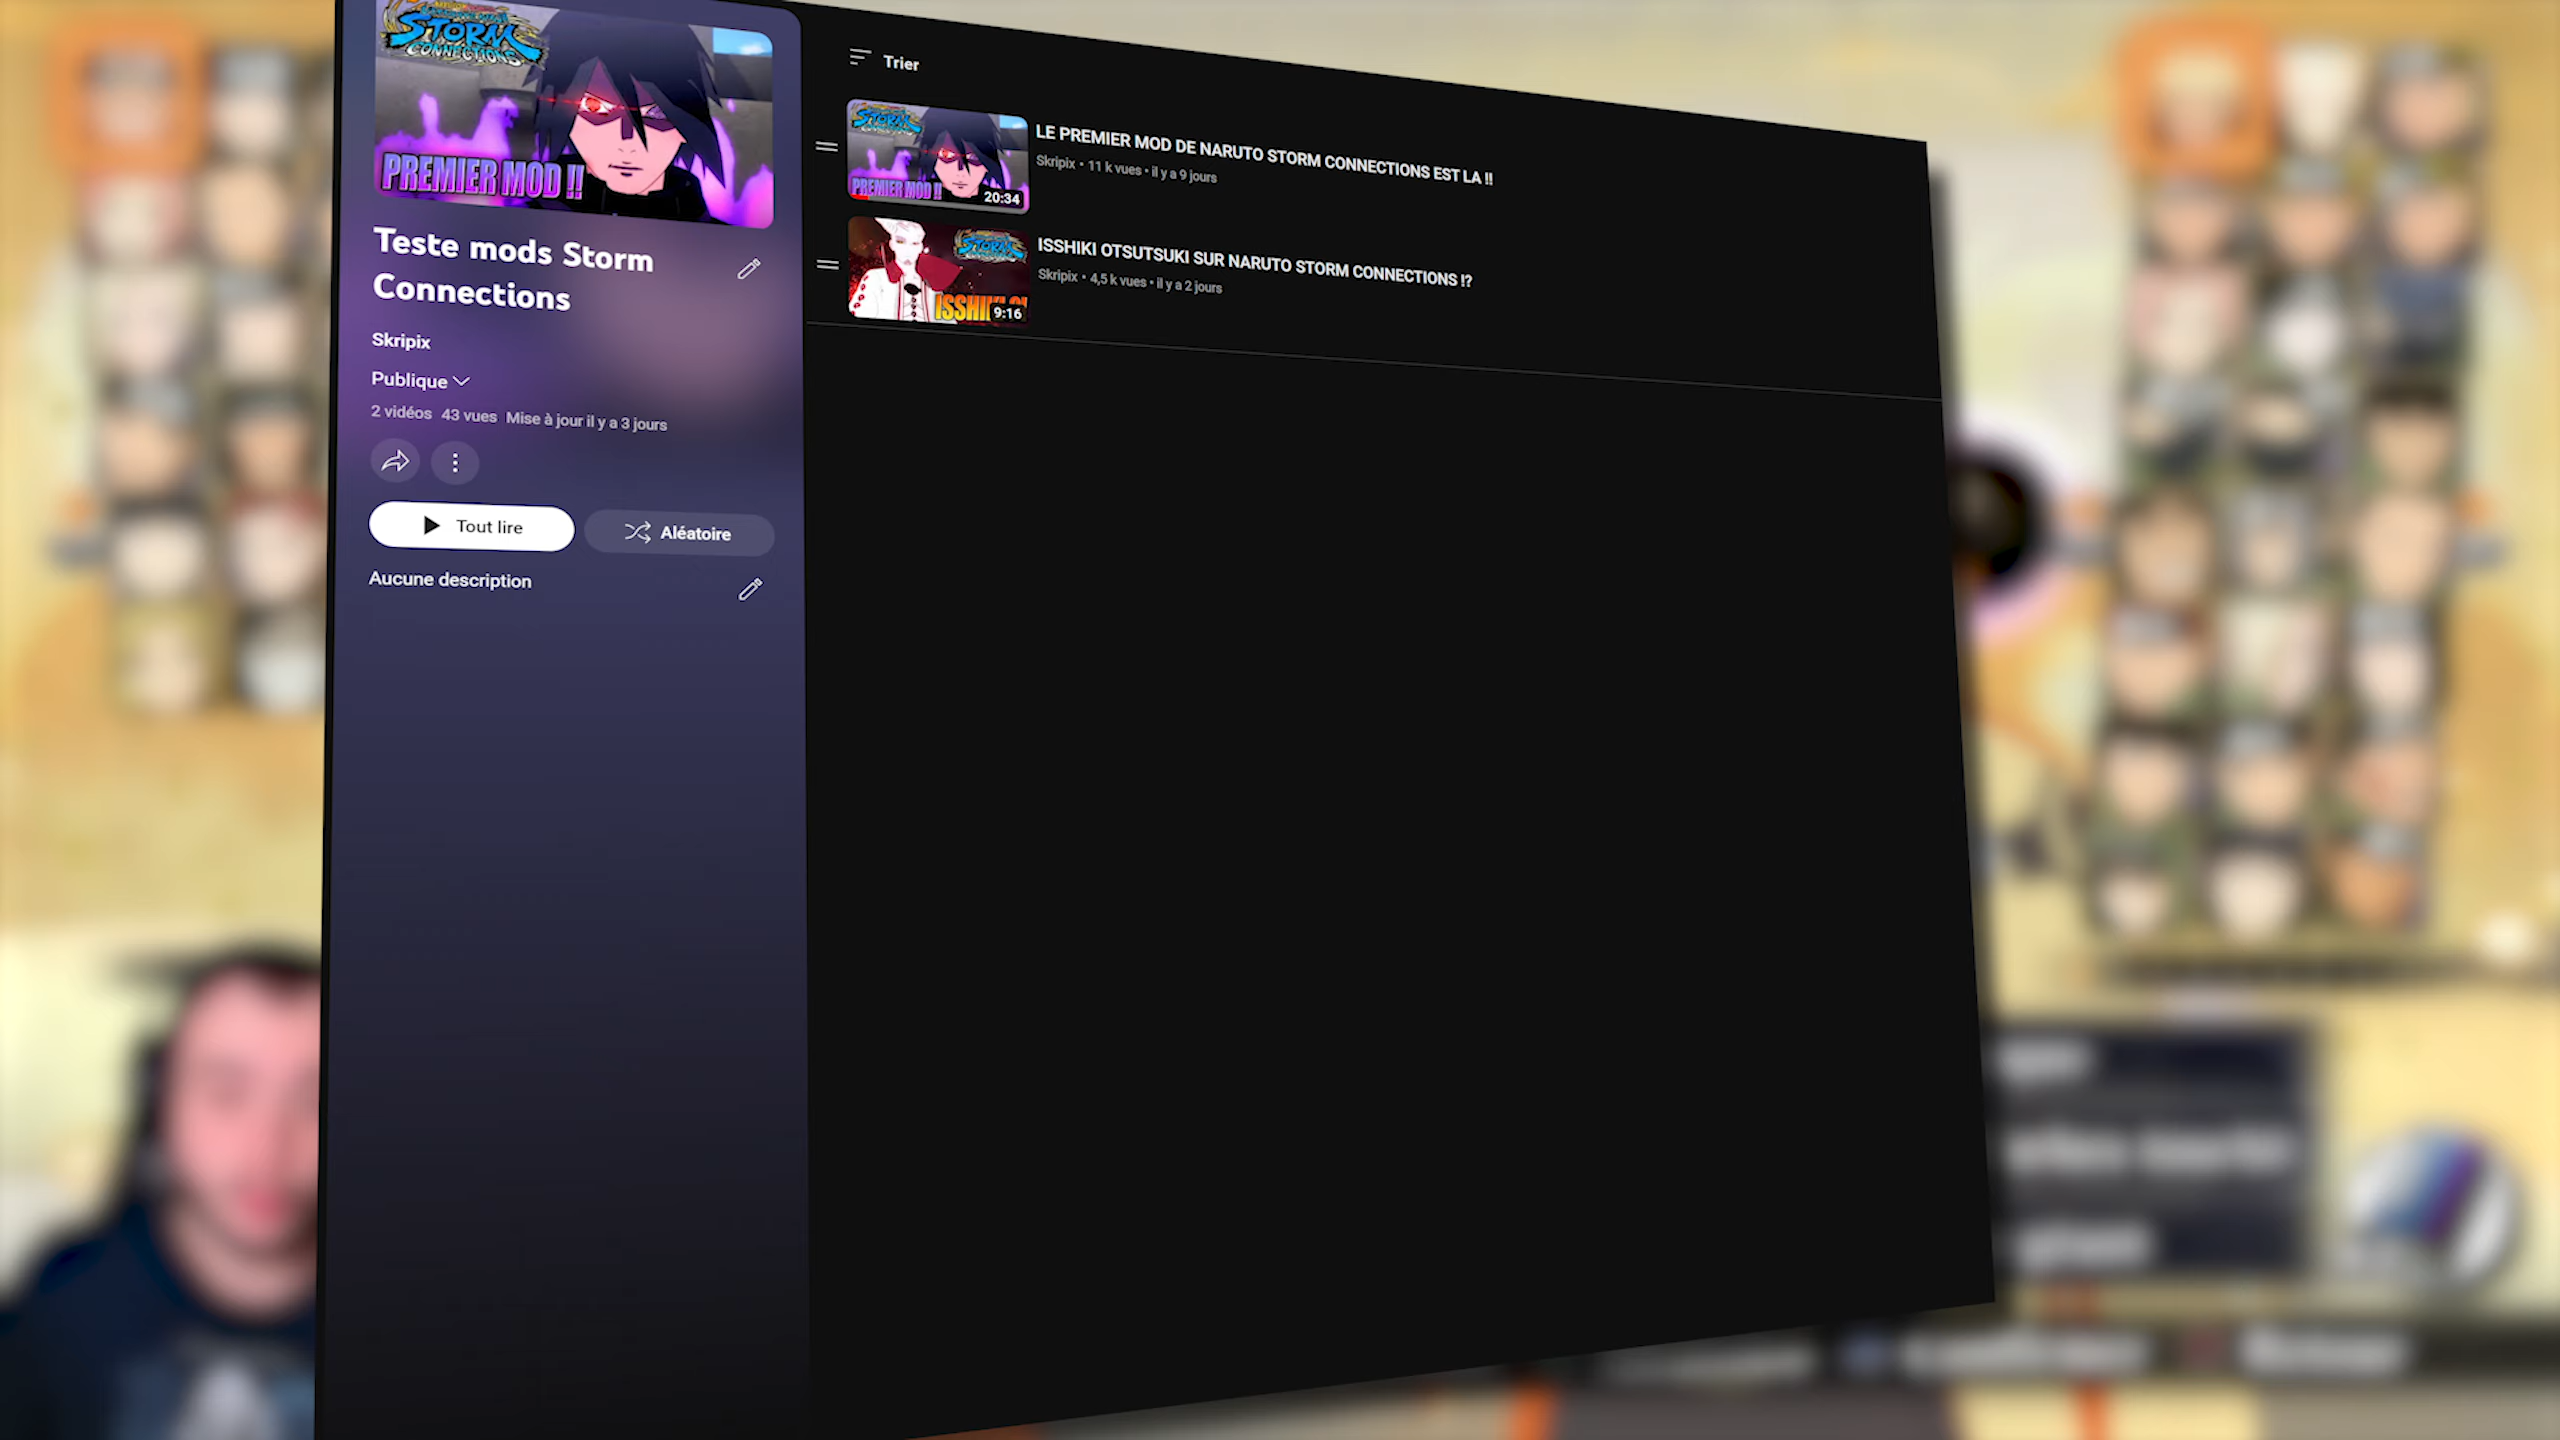 STORM
CONNECTIONS
PREMIER MOD !!
Teste mods Storm
Connections
Skripix
Publique
2 vidéos 43 vues Mise à jour il y a 3 jours
Tout lire
Aléatoire
Aucune description
Trier
STORM
PREMIER MOD !!
20:34
LE PREMIER MOD DE NARUTO STORM CONNECTIONS EST LA !!
Skripix • 11 k vues • il y a 9 jours
STORM
9:16
ISSHIKI OTSUTSUKI SUR NARUTO STORM CONNECTIONS !?
Skripix • 4,5 k vues • il y a 2 jours